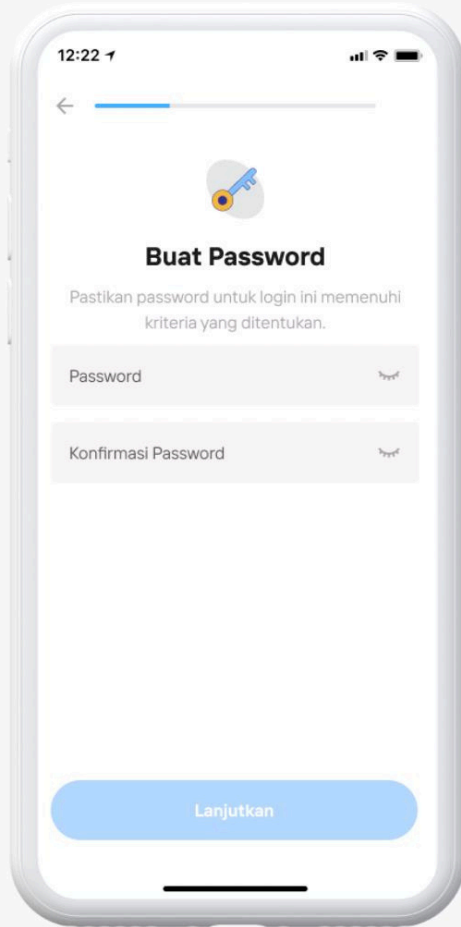 12:22
Buat Password
Pastikan password untuk login ini memenuhi
kriteria yang ditentukan.
Password
Konfirmasi Password
Lanjutkan